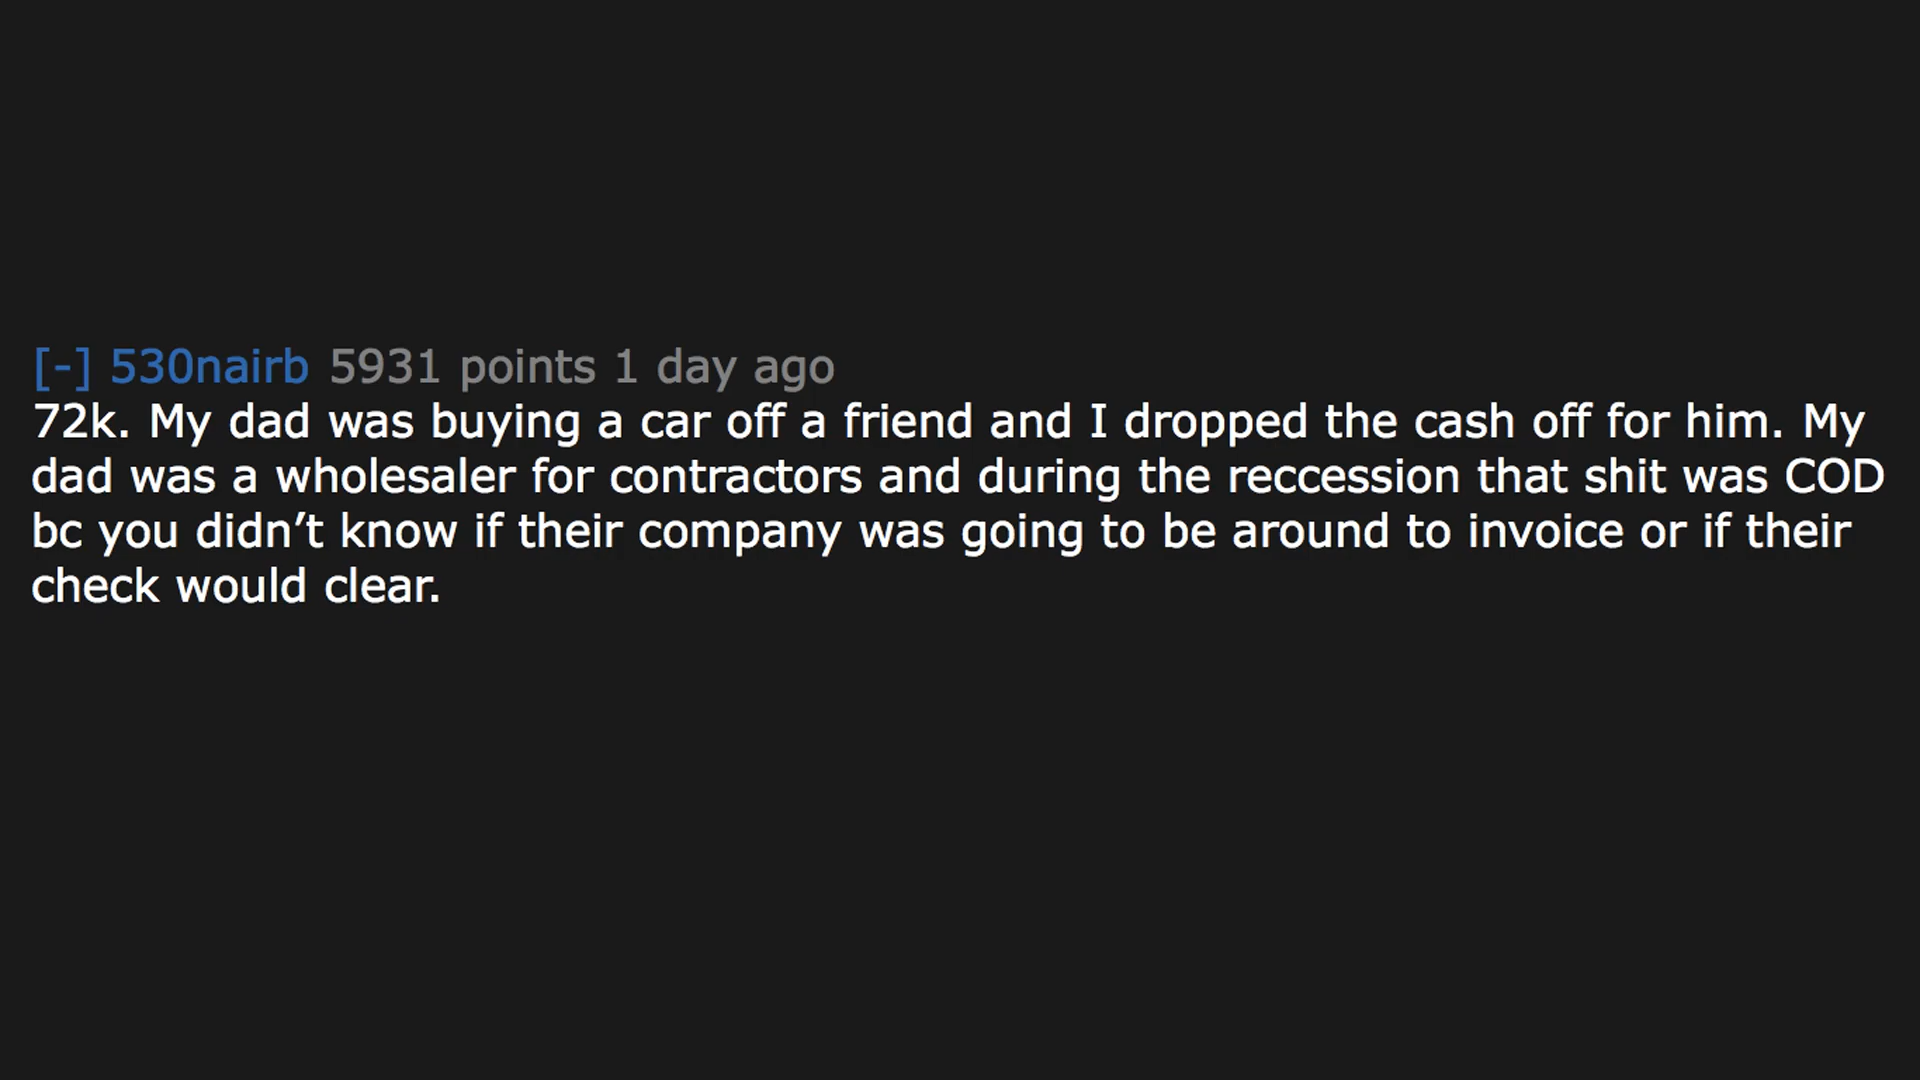 [-] 530nairb 5931 points 1 day ago
72k. My dad was buying a car off a friend and I dropped the cash off for him. My
dad was a wholesaler for contractors and during the reccession that shit was COD
bc you didn’t know if their company was going to be around to invoice or if their
check would clear.